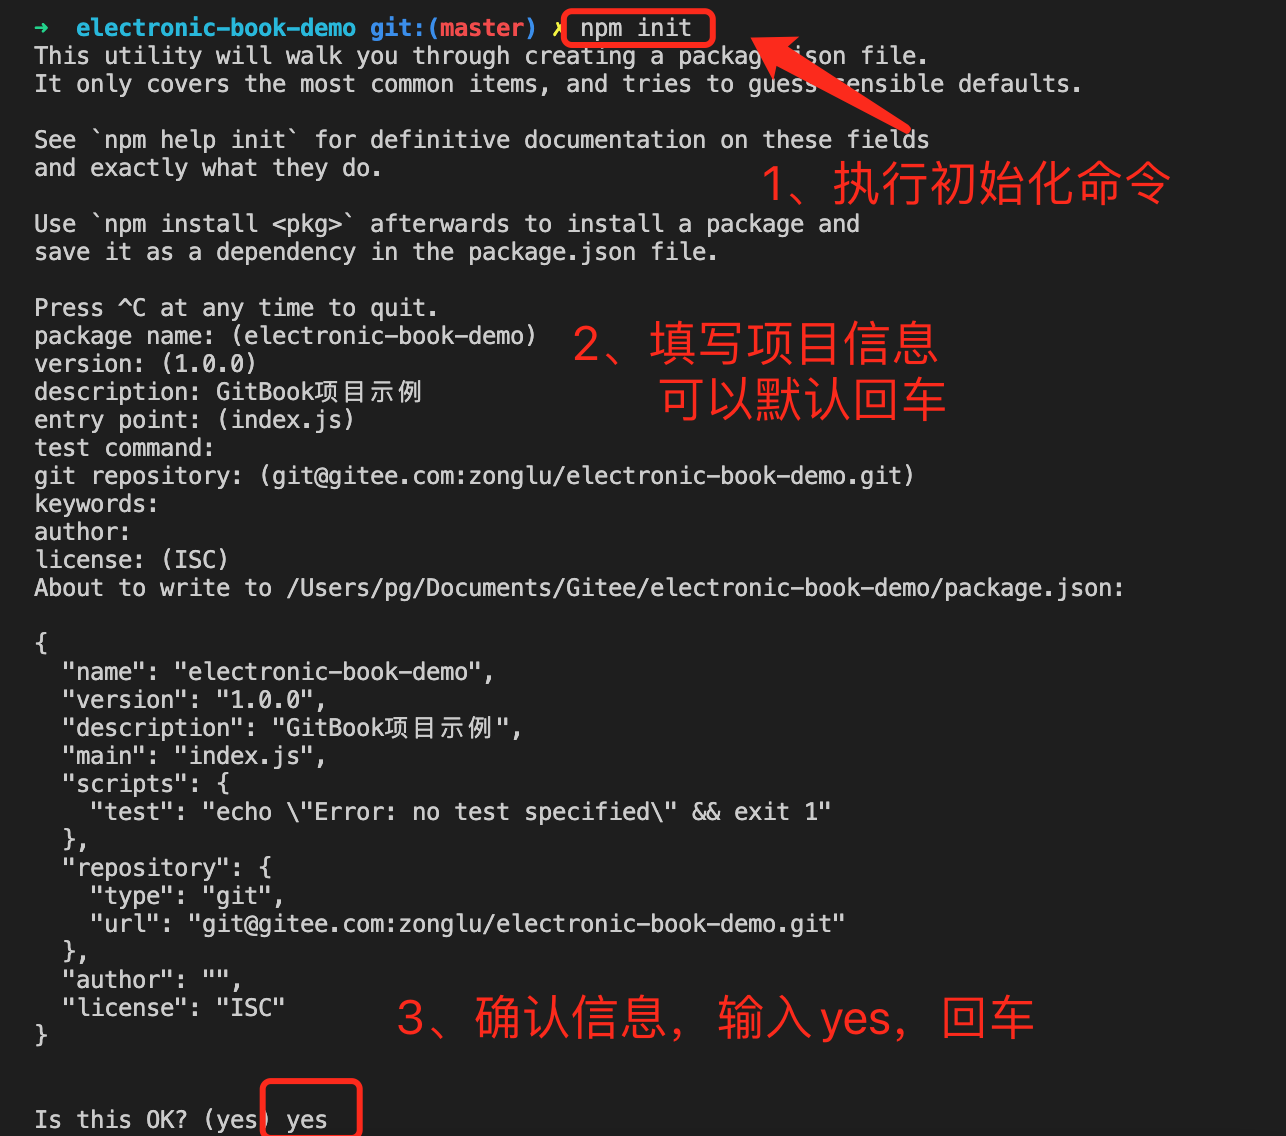 ➜ electronic-book-demo git:(master) ✗ npm init
This utility will walk you through creating a package.json file.
It only covers the most common items, and tries to guess sensible defaults.
See `npm help init` for definitive documentation on these fields
and exactly what they do.
1、执行初始化命令
Use `npm install <pkg>` afterwards to install a package and
save it as a dependency in the package.json file.
Press ^C at any time to quit.
package name: (electronic-book-demo)
2、填写项目信息
version: (1.0.0)
description: GitBook项目示例
可以默认回车
entry point: (index.js)
test command:
git repository: (git@gitee.com:zonglu/electronic-book-demo.git)
keywords:
author:
license: (ISC)
About to write to /Users/pg/Documents/Gitee/electronic-book-demo/package.json:
{
"name": "electronic-book-demo",
"version": "1.0.0",
"description": "GitBook项目示例",
"main": "index.js",
"scripts": {
"test": "echo \"Error: no test specified\" && exit 1"
},
"repository": {
"type": "git",
"url": "git@gitee.com:zonglu/electronic-book-demo.git"
},
"author": "",
"license": "ISC"
3、确认信息，输入yes，回车
}
Is this OK? (yes) yes